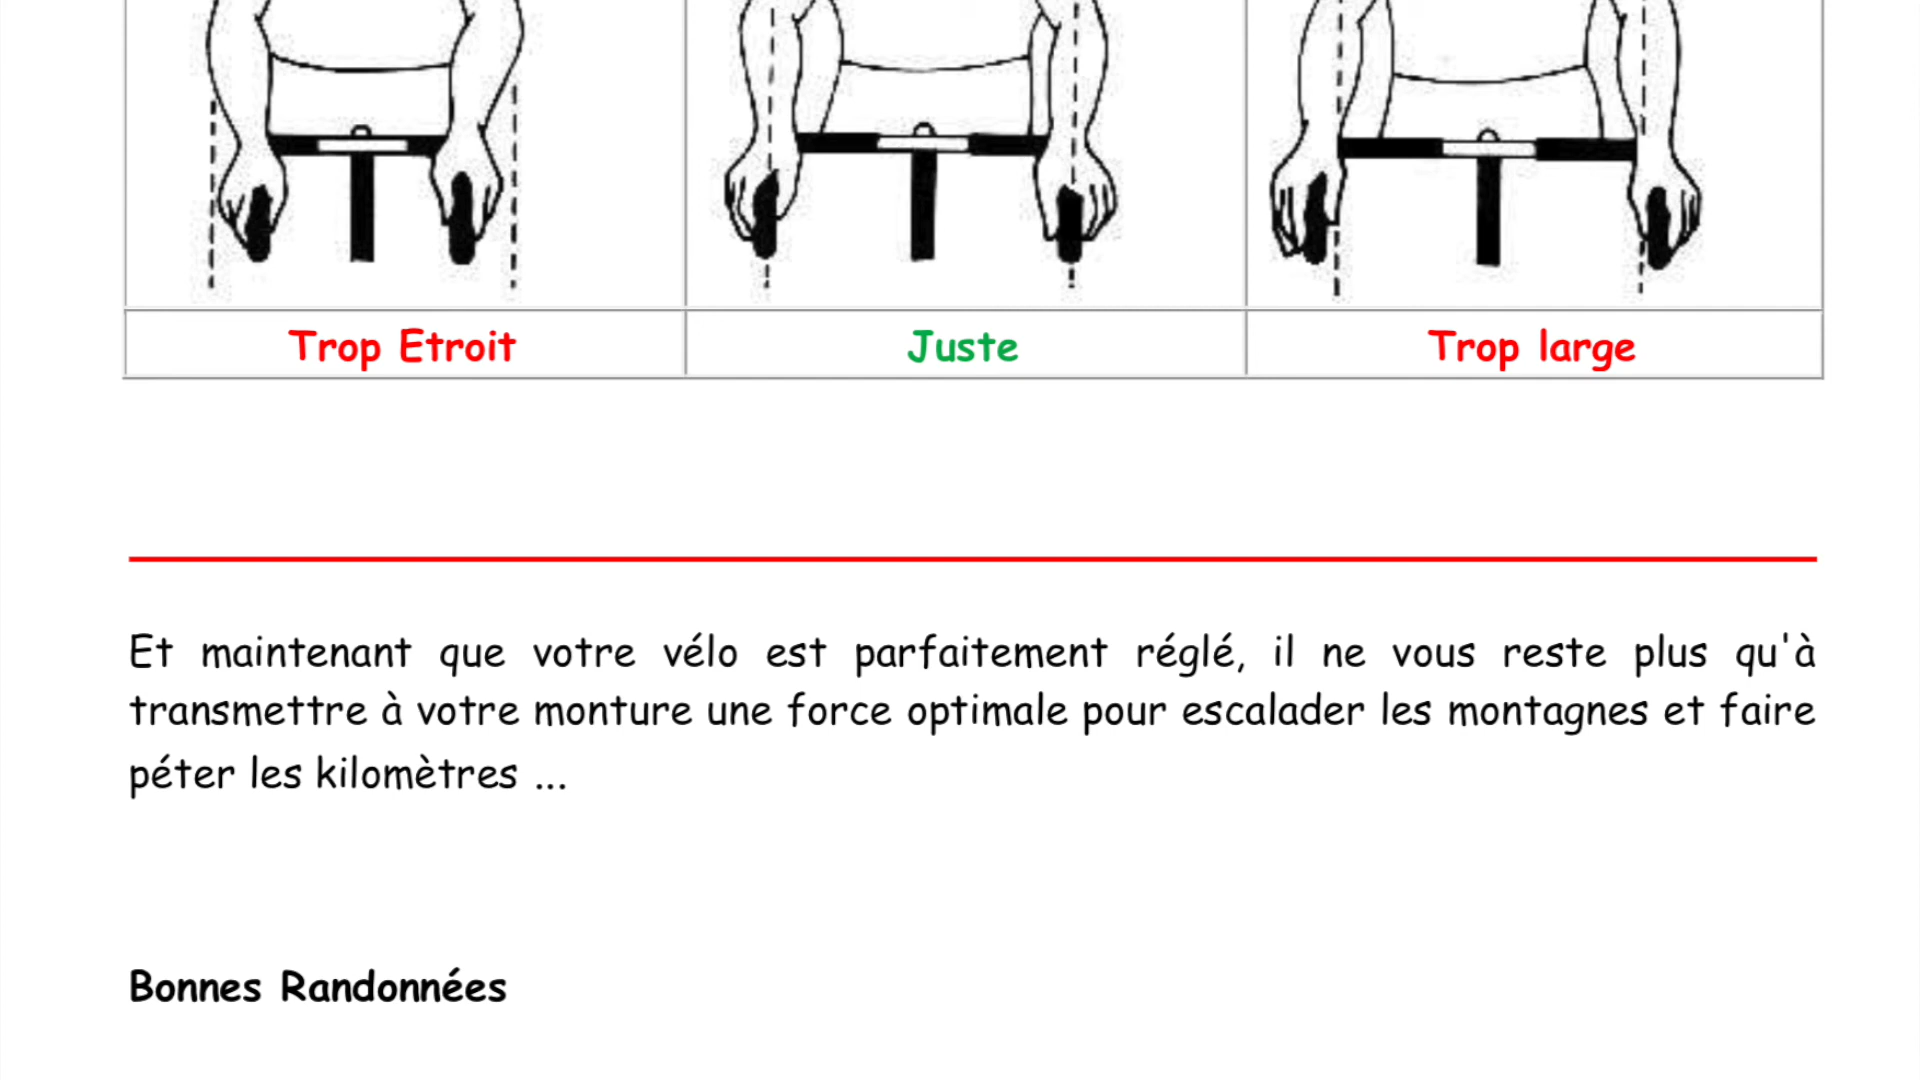 Trop Etroit
Juste
Trop large
Et maintenant que votre vélo est parfaitement réglé, il ne vous reste plus qu'à
transmettre à votre monture une force optimale pour escalader les montagnes et faire
péter les kilomètres ...
Bonnes Randonnées